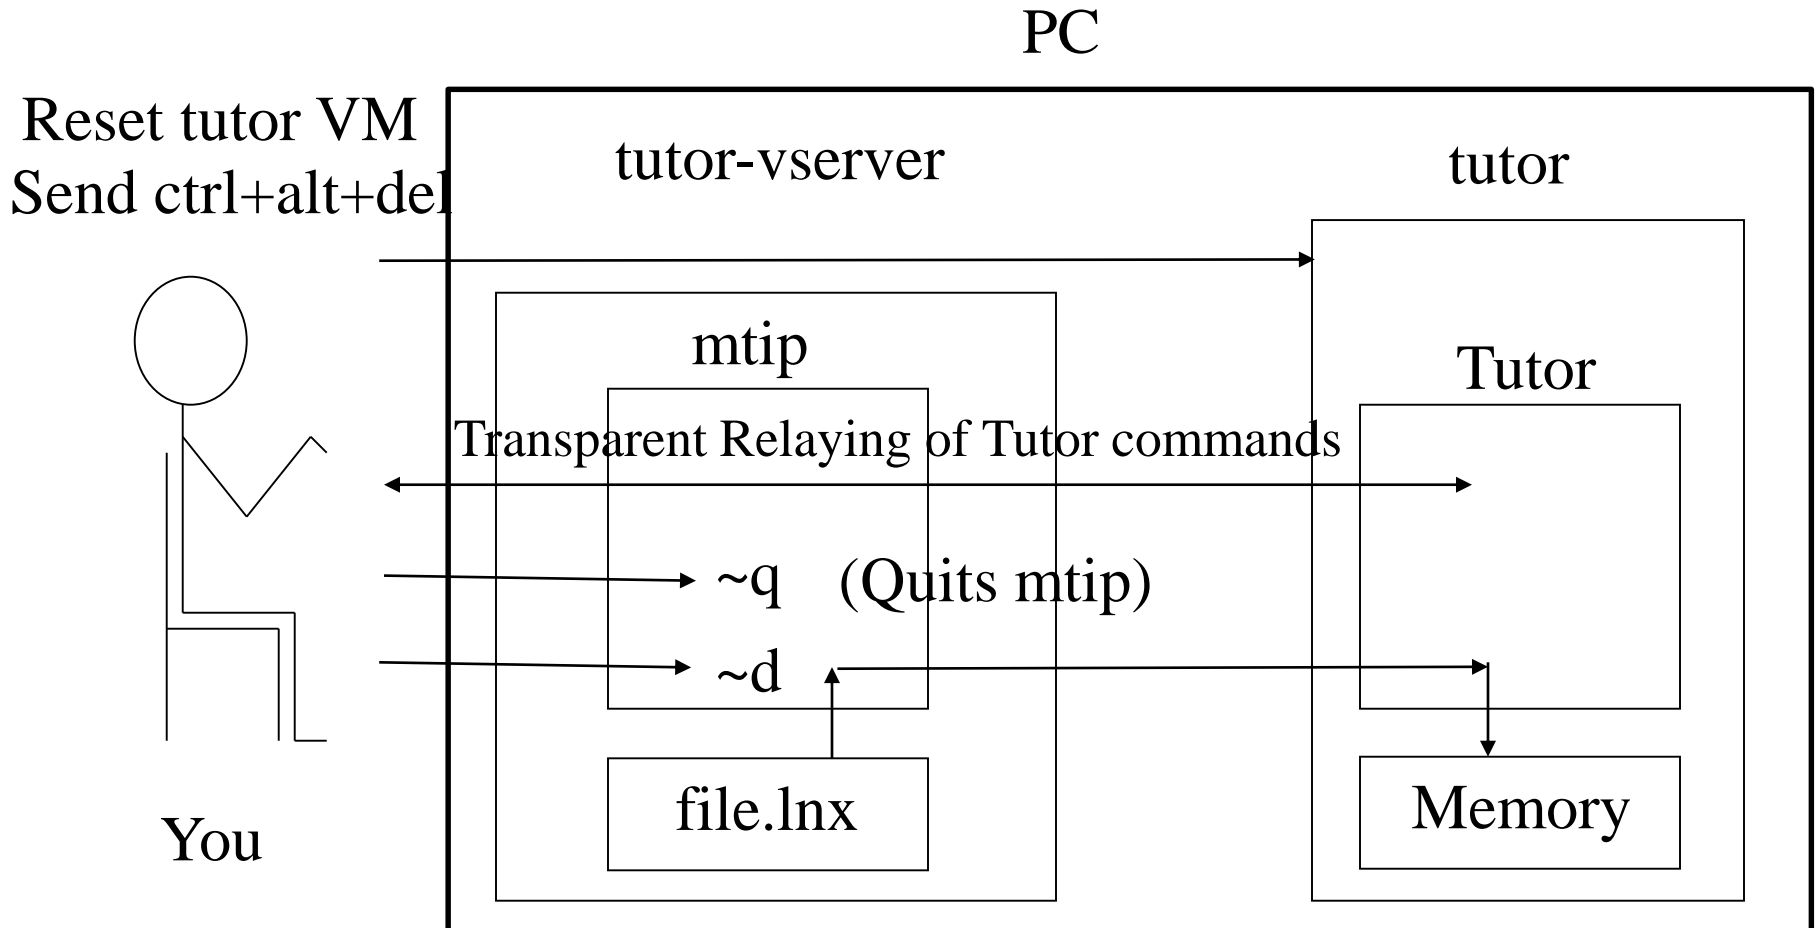 PC
Reset tutor VM
Send ctrl+alt+del
tutor-vserver
tutor
mtip
Tutor
Transparent Relaying of Tutor commands
~q (Quits mtip)
~d
file.lnx
Memory
You